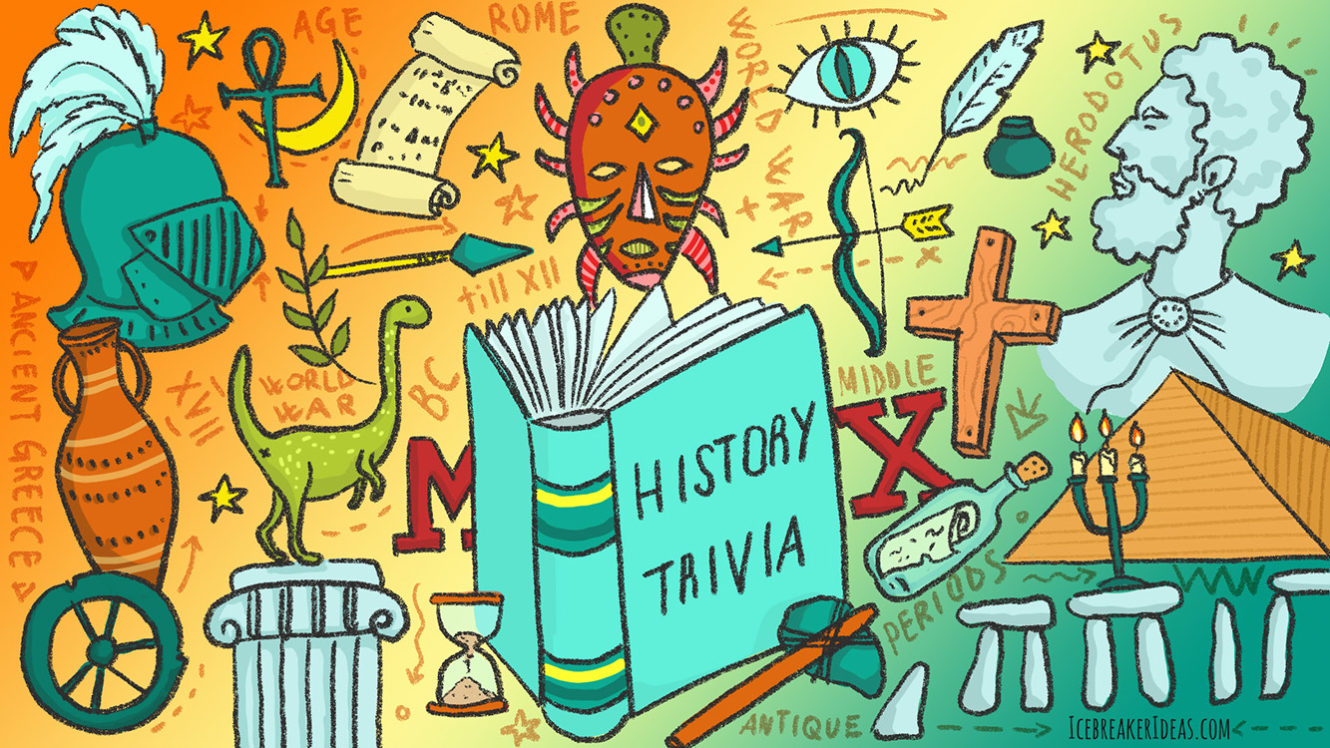 AGE
ROME
WORLD
WAR
HERODOTUS
ANCIENT GREECE
till XII
XVII
WORLD
WAR
BC
MIDDLE
M
X
HISTORY
TRIVIA
PERIODS
ANTIQUE
ICEBREAKERIDEAS.COM